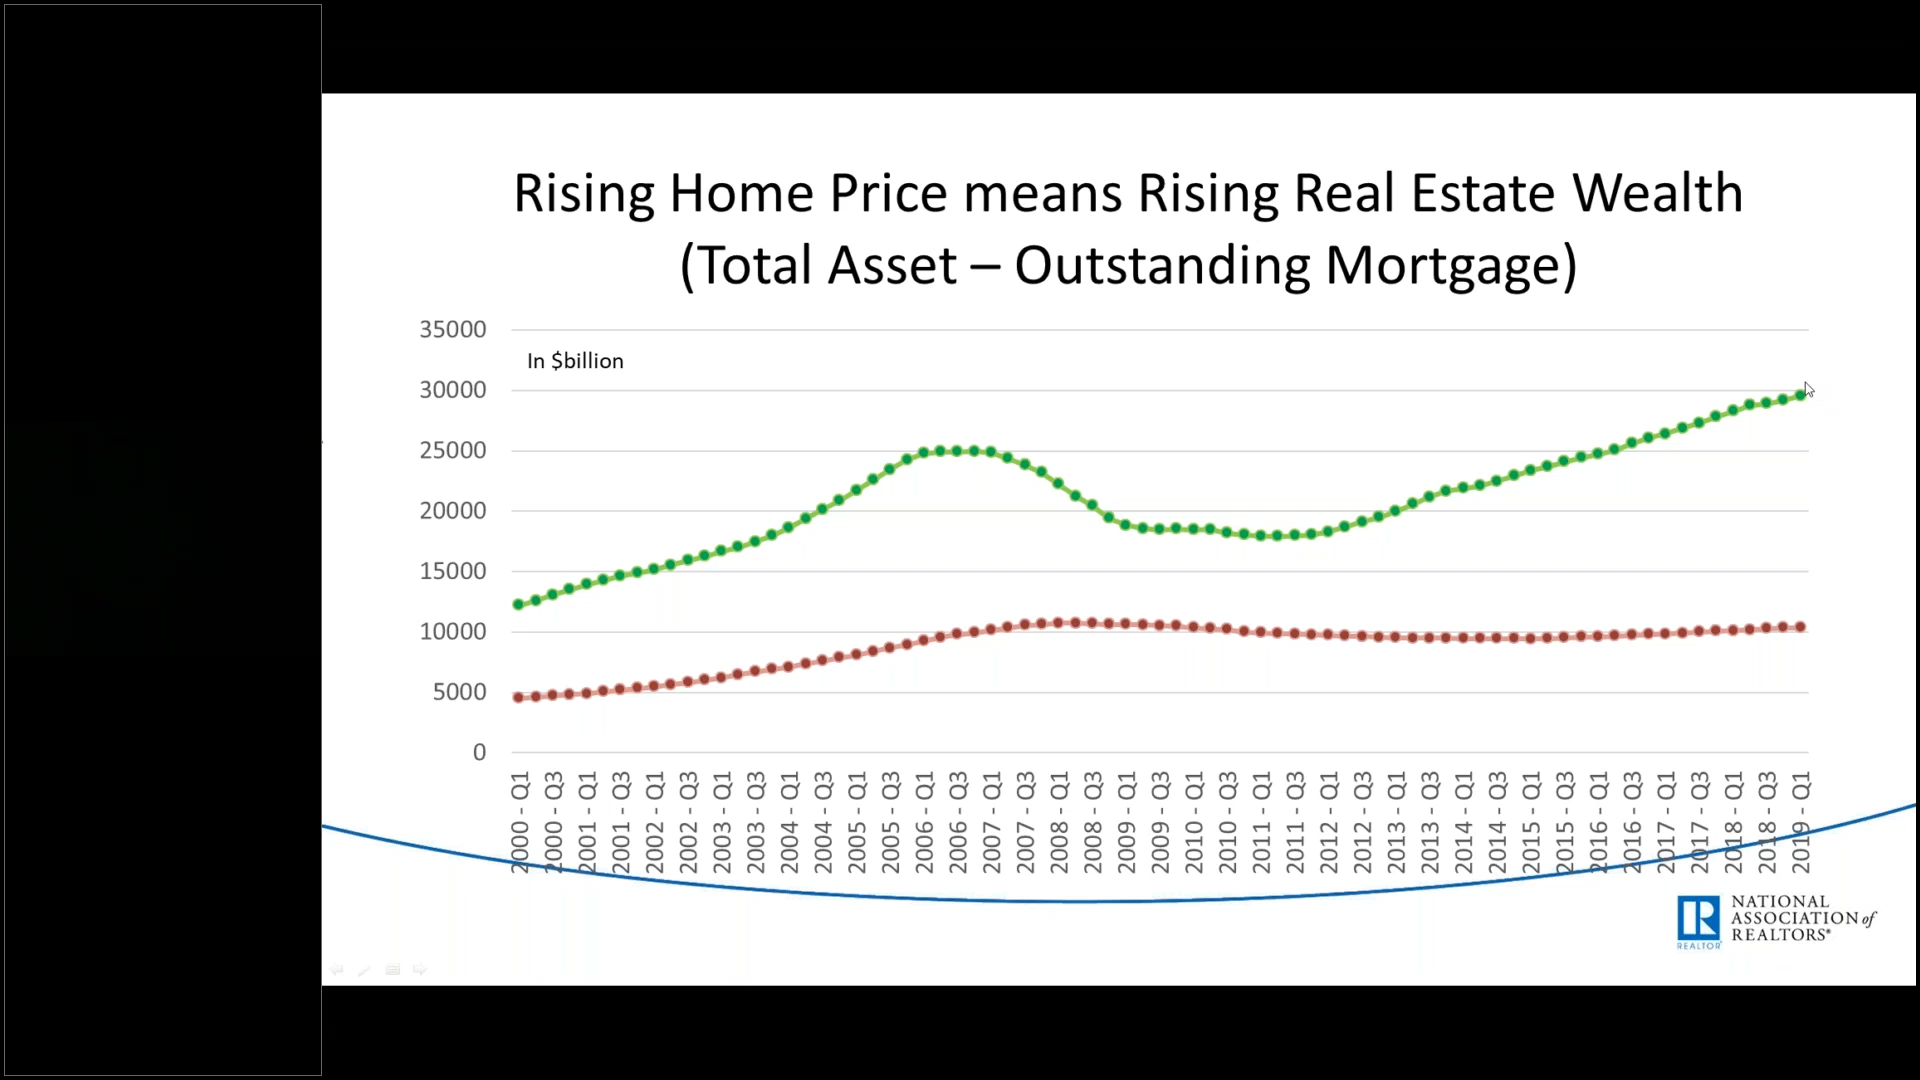 Rising Home Price means Rising Real Estate Wealth
(Total Asset – Outstanding Mortgage)
35000
In $billion
30000
25000
20000
15000
10000
5000
0
2000 - Q1
2000 - Q3
2001 - Q1
2001 - Q3
2002 - Q1
2002 - Q3
2003 - Q1
2003 - Q3
2004 - Q1
2004 - Q3
2005 - Q1
2005 - Q3
2006 - Q1
2006 - Q3
2007 - Q1
2007 - Q3
2008 - Q1
2008 - Q3
2009 - Q1
2009 - Q3
2010 - Q1
2010 - Q3
2011 - Q1
2011 - Q3
2012 - Q1
2012 - Q3
2013 - Q1
2013 - Q3
2014 - Q1
2014 - Q3
2015 - Q1
2015 - Q3
2016 - Q1
2016 - Q3
2017 - Q1
2017 - Q3
2018 - Q1
2018 - Q3
2019 - Q1
R
REALTOR
NATIONAL
ASSOCIATION of
REALTORS®